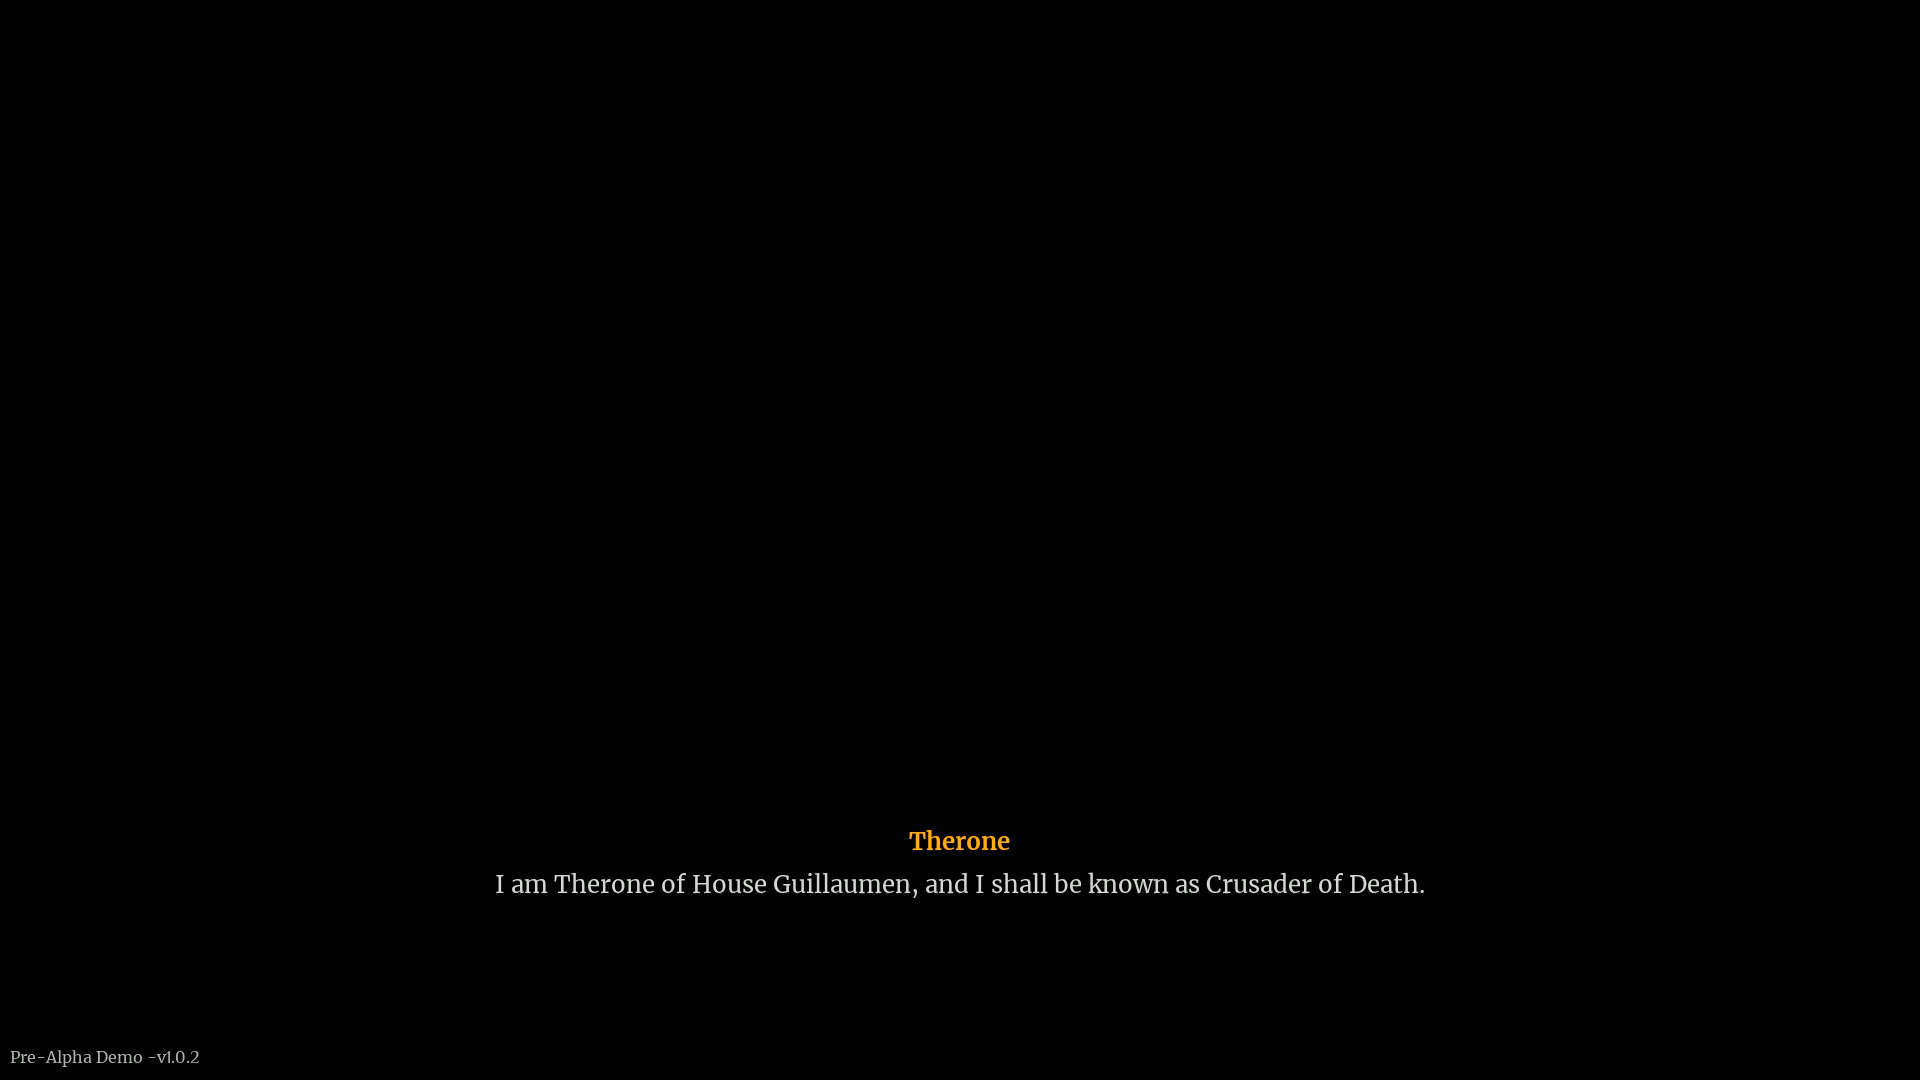 Therone
I am Therone of House Guillaumen, and I shall be known as Crusader of Death.
Pre-Alpha Demo -v1.0.2